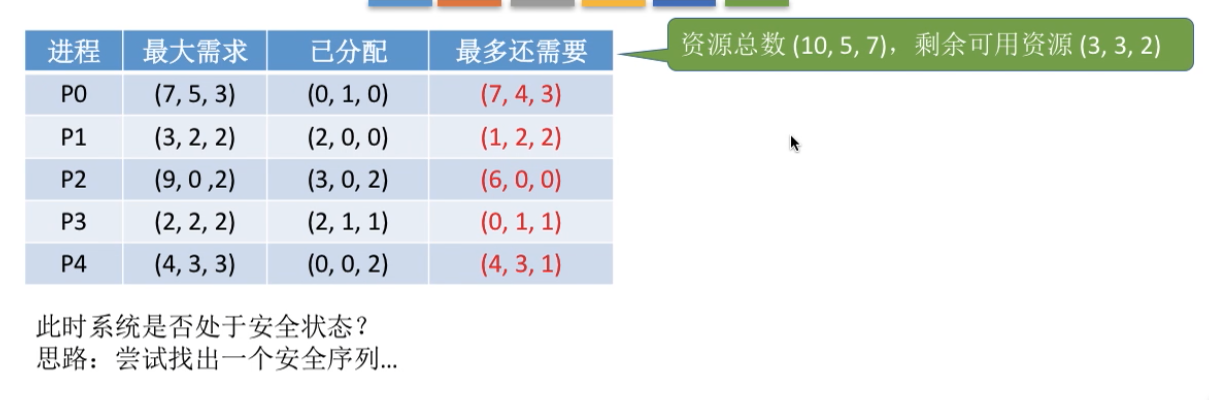 进程 最大需求 已分配 最多还需要
P0 (7, 5, 3) (0, 1, 0) (7, 4, 3)
P1 (3, 2, 2) (2, 0, 0) (1, 2, 2)
P2 (9, 0 ,2) (3, 0, 2) (6, 0, 0)
P3 (2, 2, 2) (2, 1, 1) (0, 1, 1)
P4 (4, 3, 3) (0, 0, 2) (4, 3, 1)
资源总数 (10, 5, 7)，剩余可用资源 (3, 3, 2)
此时系统是否处于安全状态？
思路：尝试找出一个安全序列...